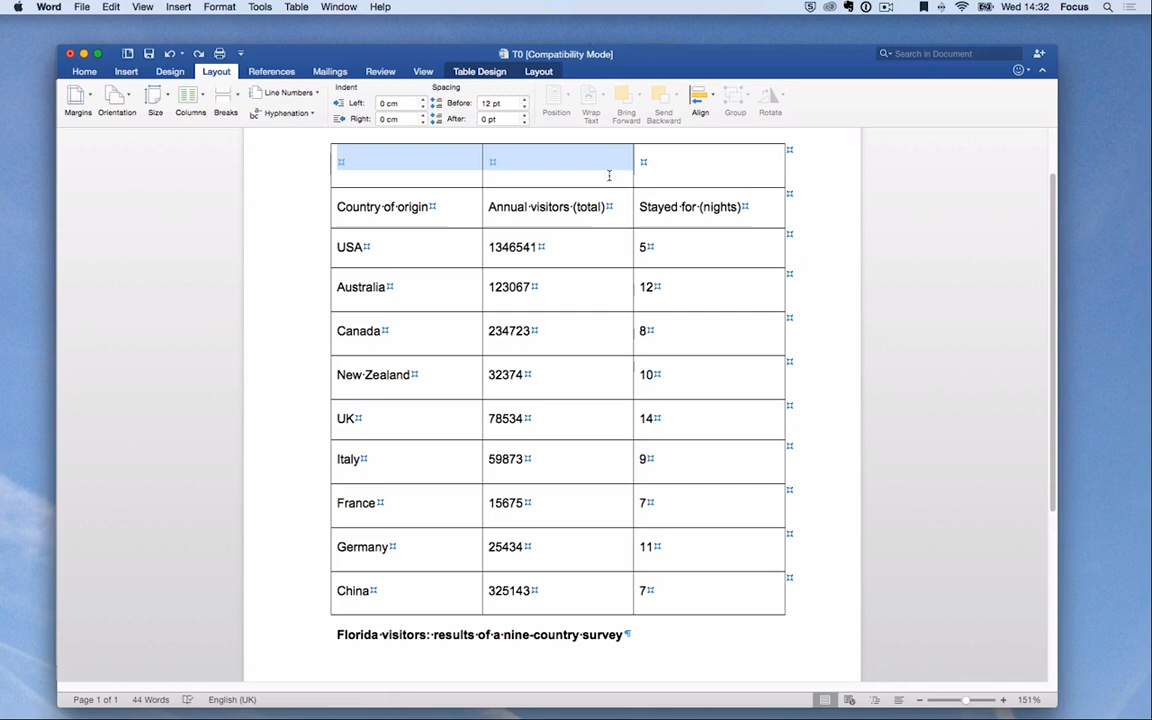 Word File Edit View Insert Format Tools Table Window Help Wed 14:32 Focus
T0 [Compatibility Mode] Search in Document
Home Insert Design Layout References Mailings Review View Table Design Layout
Margins Orientation Size Columns Breaks Line Numbers Hyphenation Indent Left: 0 cm Right: 0 cm Spacing Before: 12 pt After: 0 pt Position Wrap Text Bring Forward Send Backward Align Group Rotate
Country of origin Annual visitors (total) Stayed for (nights)
USA 1346541 5
Australia 123067 12
Canada 234723 8
New Zealand 32374 10
UK 78534 14
Italy 59873 9
France 15675 7
Germany 25434 11
China 325143 7
Florida visitors: results of a nine-country survey¶
Page 1 of 1 44 Words English (UK) 151%